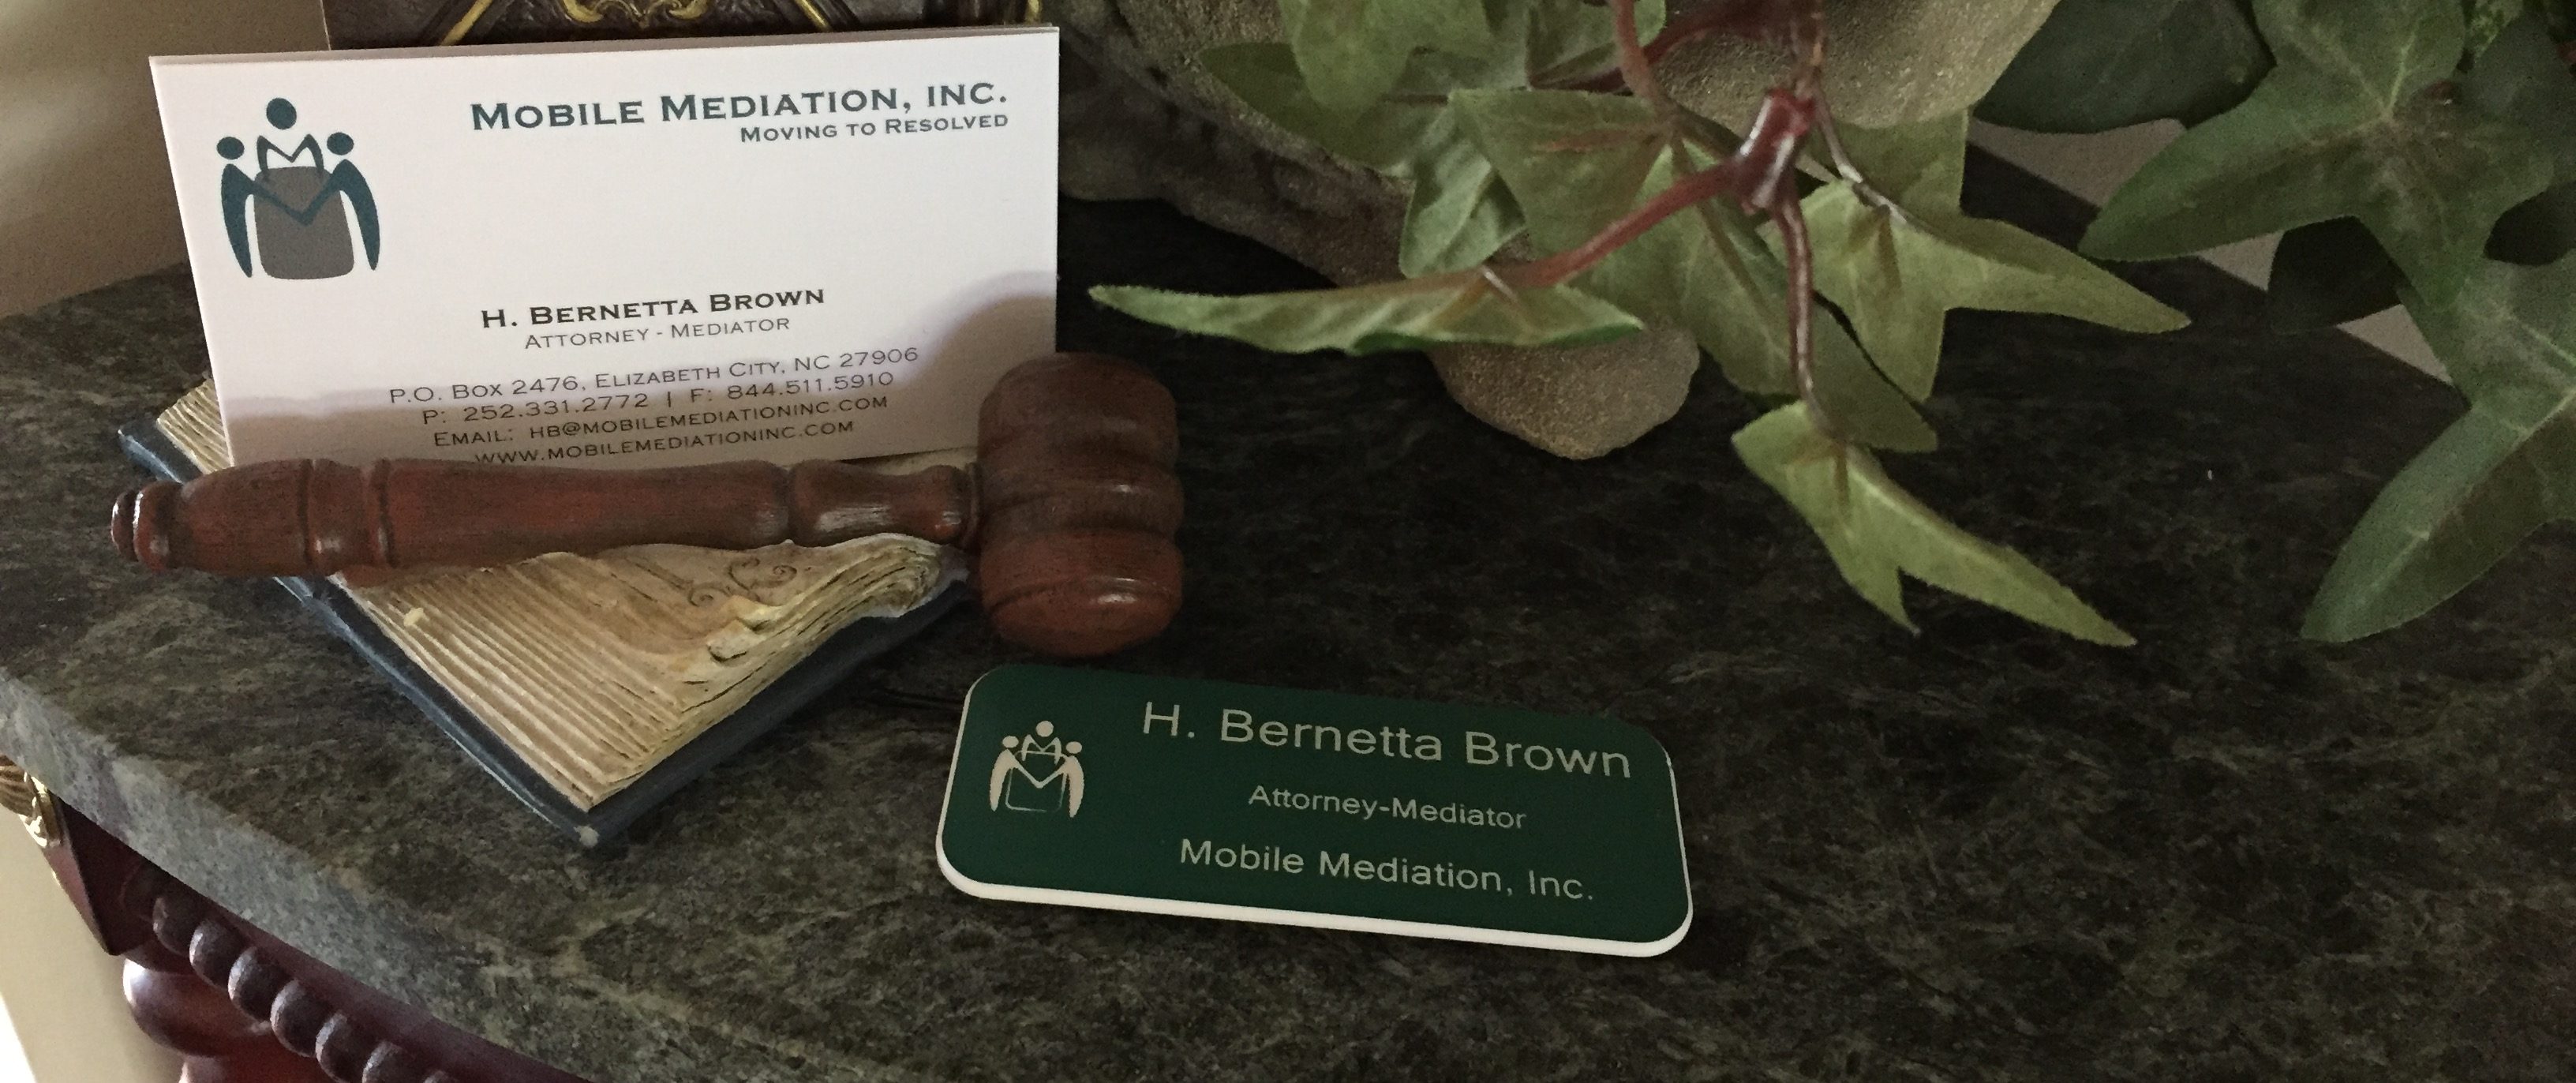 MOBILE MEDIATION, INC.
MOVING TO RESOLVED
H. BERNETTA BROWN
ATTORNEY - MEDIATOR
P.O. BOX 2476, ELIZABETH CITY, NC 27906
P: 252.331.2772 | F: 844.511.5910
EMAIL: HB@MOBILEMEDIATIONINC.COM
WWW.MOBILEMEDIATIONINC.COM
H. Bernetta Brown
Attorney-Mediator
Mobile Mediation, Inc.